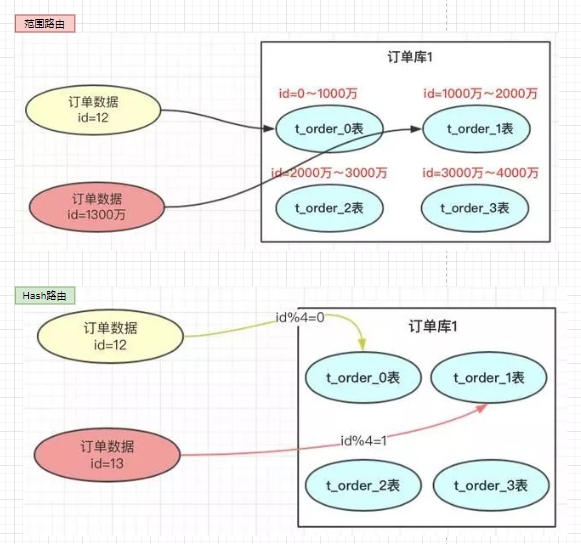 范围路由
订单库1
订单数据
id=12
id=0～1000万
id=1000万～2000万
t_order_0表
t_order_1表
订单数据
id=1300万
id=2000万～3000万
id=3000万～4000万
t_order_2表
t_order_3表
Hash路由
订单数据
id=12
id%4=0
订单库1
t_order_0表
t_order_1表
订单数据
id=13
id%4=1
t_order_2表
t_order_3表